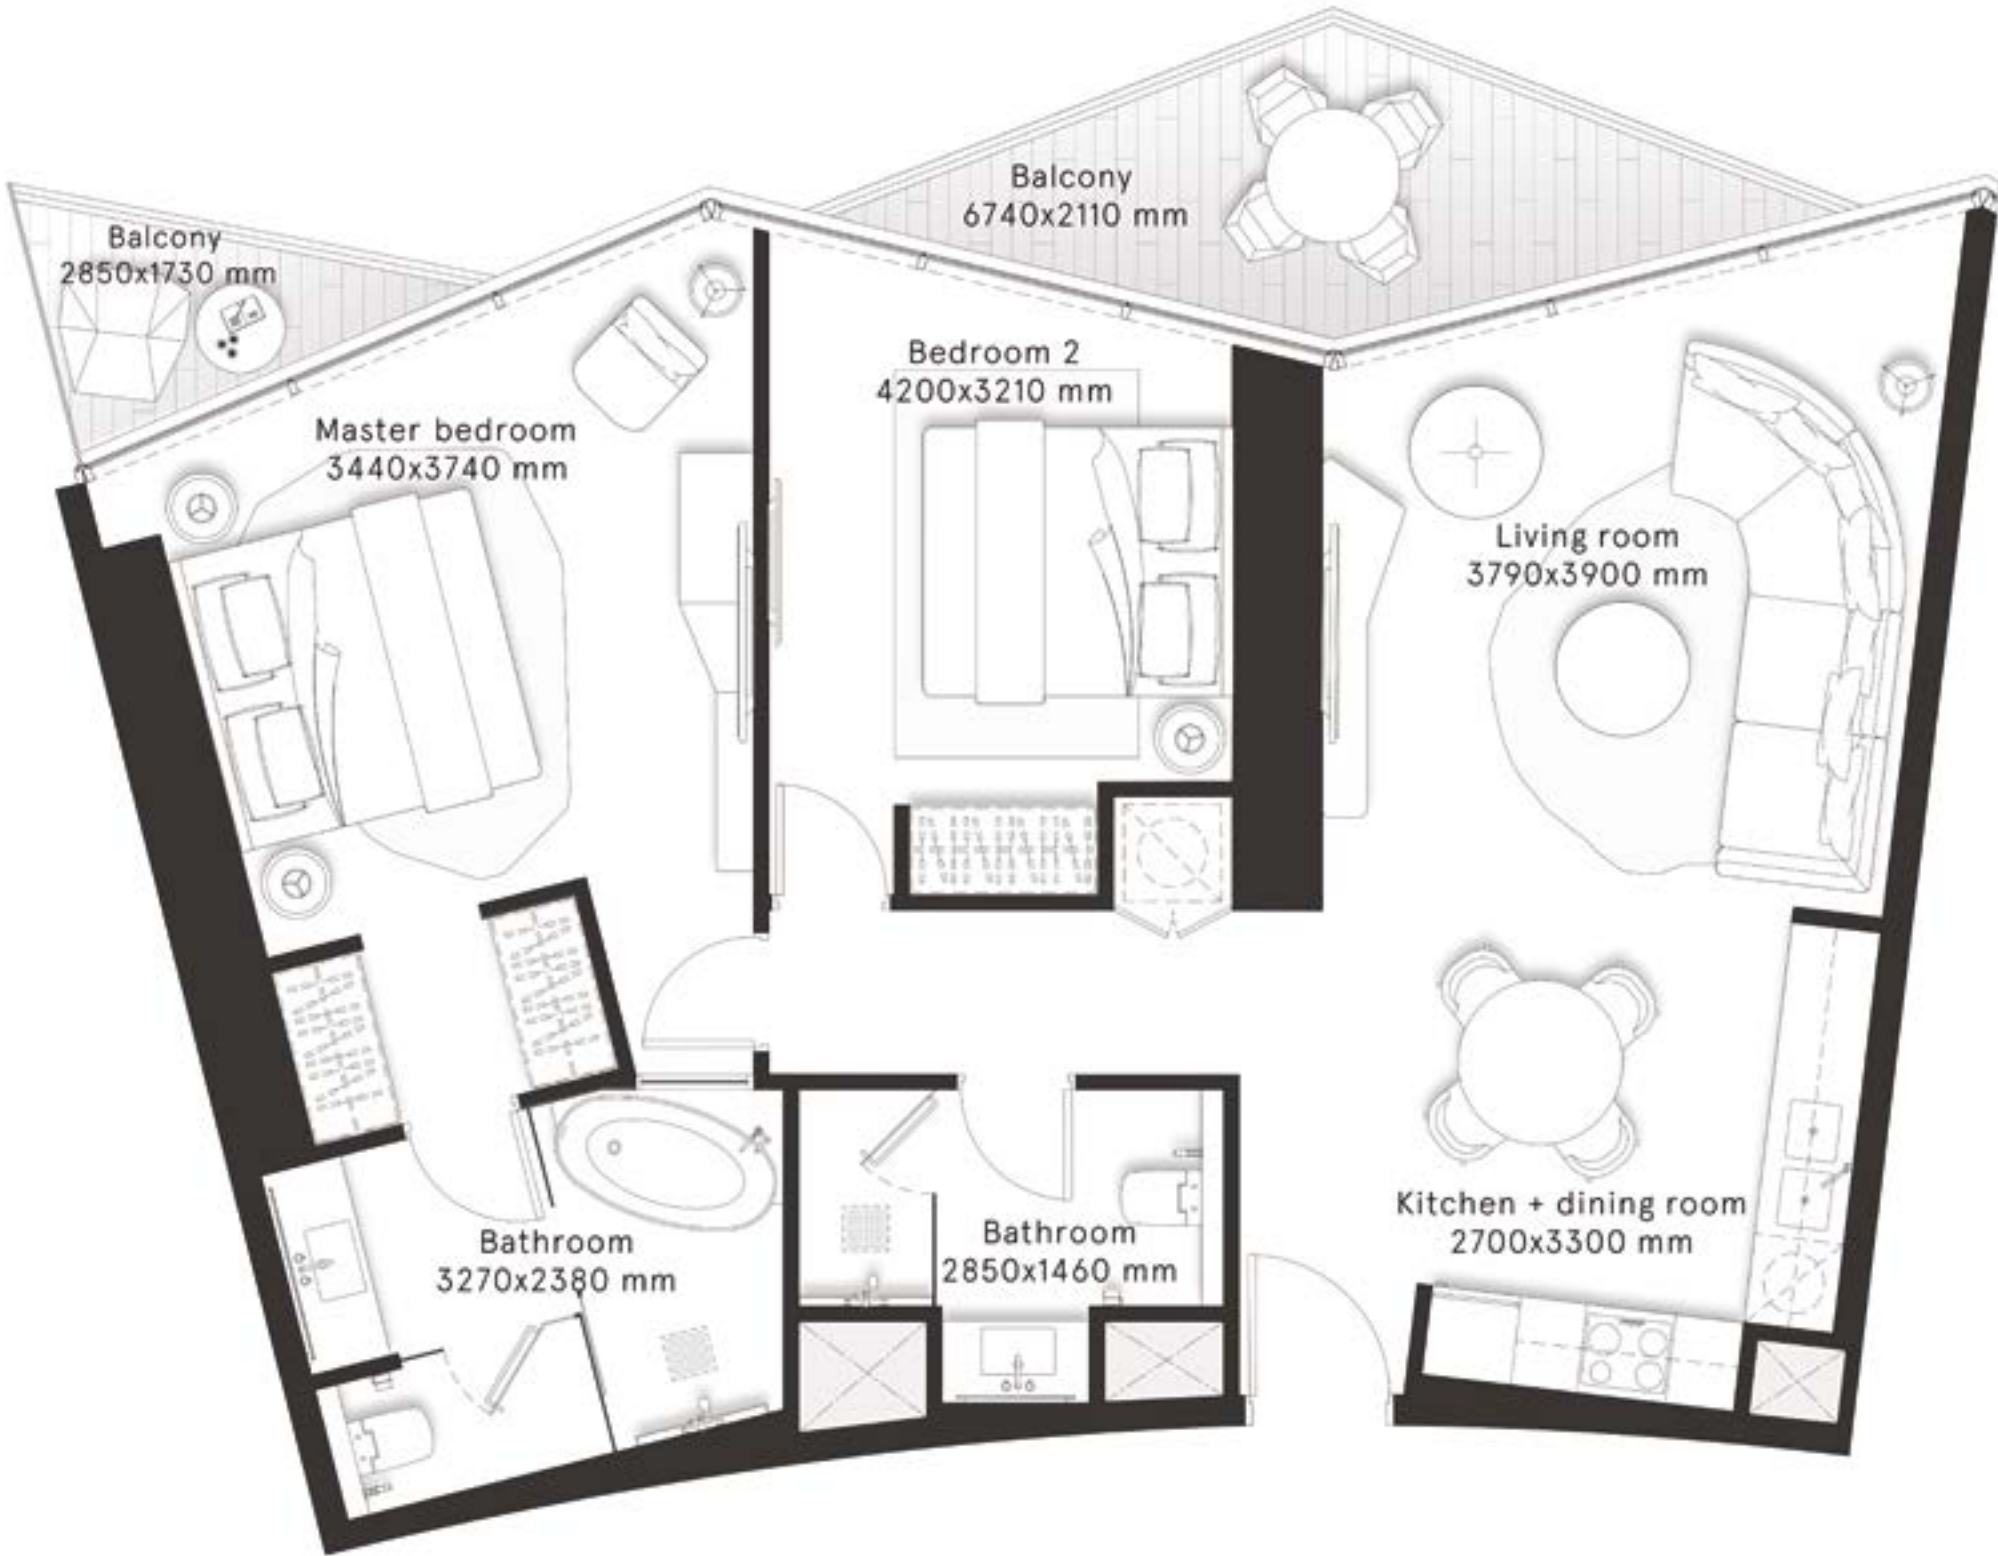 Balcony
6740x2110 mm
Balcony
2850x1730 mm
Bedroom 2
4200x3210 mm
Master bedroom
3440x3740 mm
Living room
3790x3900 mm
Kitchen + dining room
2700x3300 mm
Bathroom
3270x2380 mm
Bathroom
2850x1460 mm